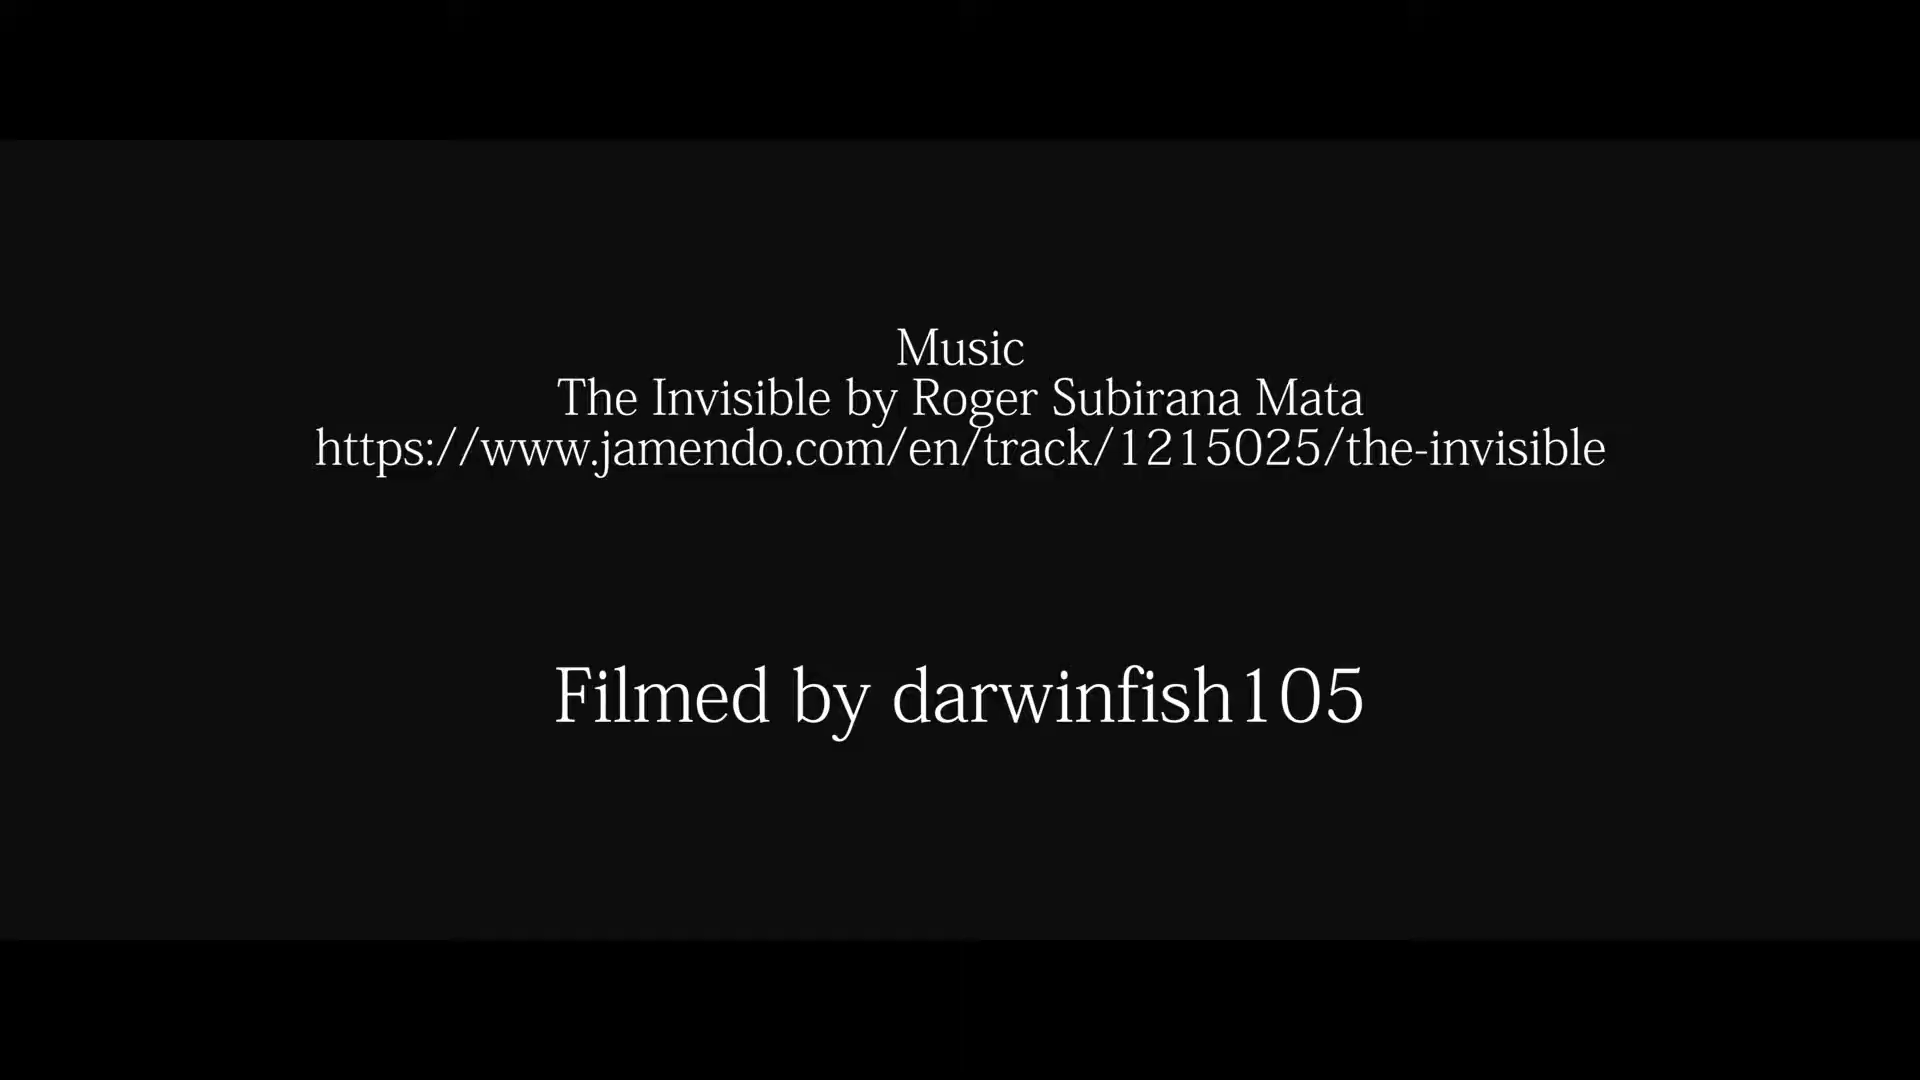 Music
The Invisible by Roger Subirana Mata
https://www.jamendo.com/en/track/1215025/the-invisible
Filmed by darwinfish105